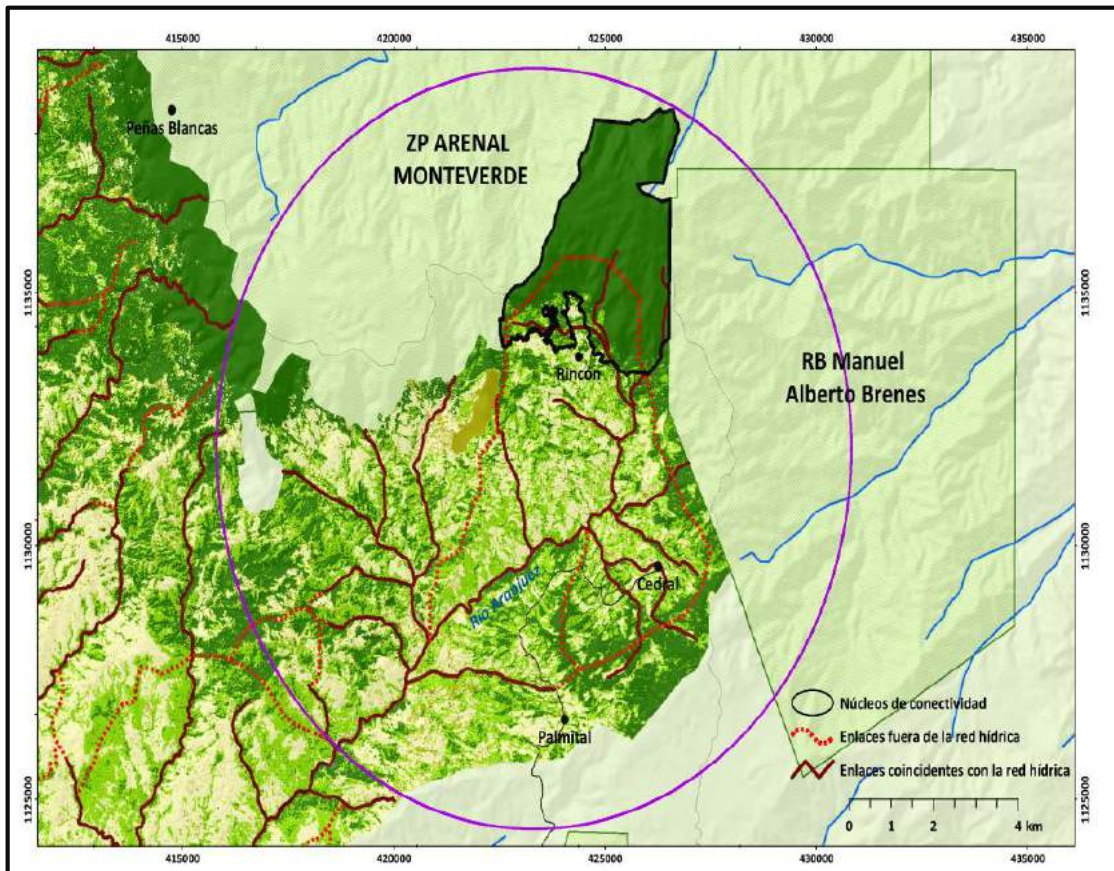 415000 420000 425000 430000 435000
Peñas Blancas
ZP ARENAL
MONTEVERDE
1135000
1135000
RB Manuel
Alberto Brenes
Rincón
1130000
1130000
Cedral
Río Aranjuez
Palmital
Núcleos de conectividad
Enlaces fuera de la red hídrica
Enlaces coincidentes con la red hídrica
1125000
1125000
0 1 2 4 km
415000 420000 425000 430000 435000